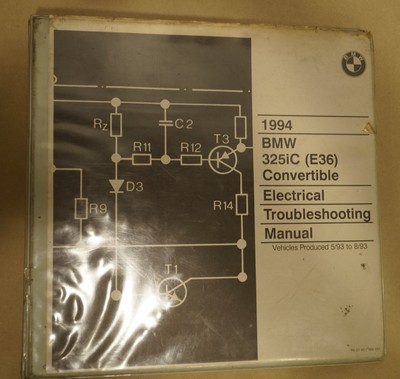 BMW
1994
BMW
325iC (E36)
Convertible
Electrical
Troubleshooting
Manual
Vehicles Produced 5/93 to 8/93
Rz
C2
T3
R11
R12
D3
R9
R14
T1